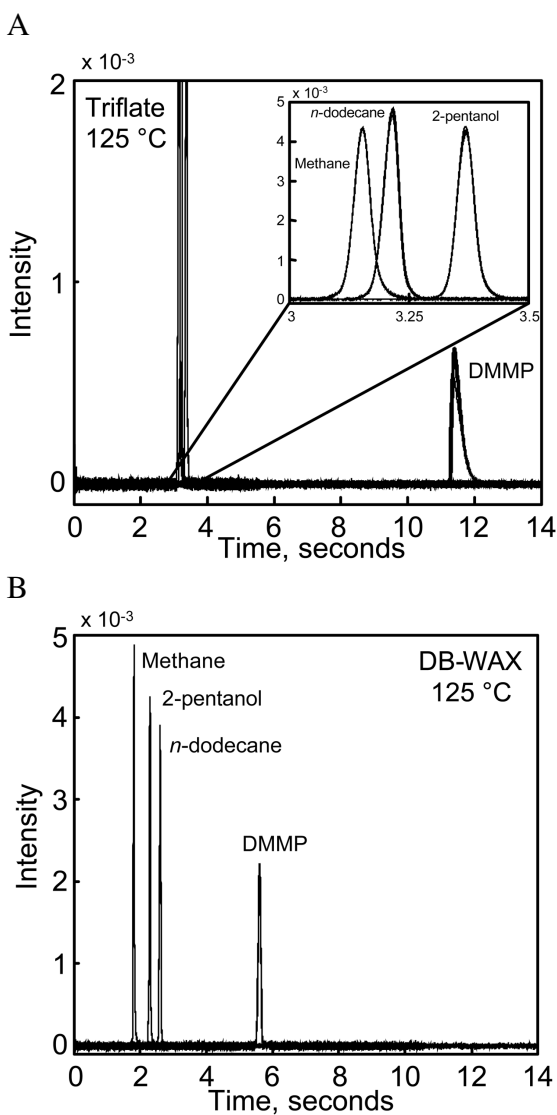 A
x 10-3
2
Triflate
125 °C
1
0
Intensity
x 10-3
5
4
3
2
1
0
n-dodecane
2-pentanol
Methane
3
3.25
3.5
DMMP
0 2 4 6 8 10 12 14
Time, seconds
B
x 10-3
5
4
3
2
1
0
Intensity
Methane
2-pentanol
n-dodecane
DMMP
DB-WAX
125 °C
0 2 4 6 8 10 12 14
Time, seconds